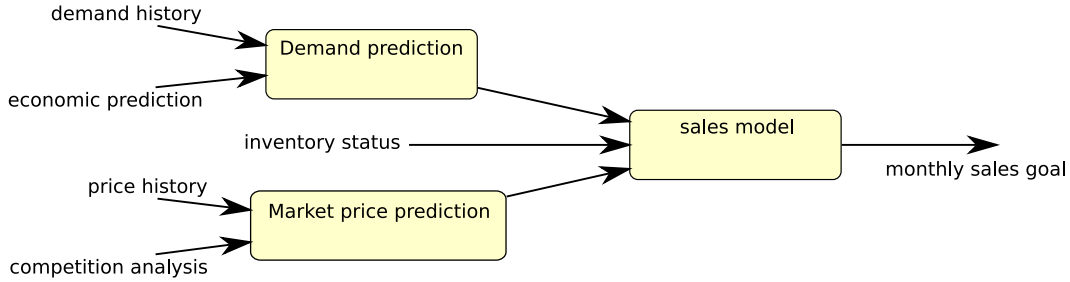 demand history
Demand prediction
economic prediction
sales model
inventory status
monthly sales goal
price history
Market price prediction
competition analysis